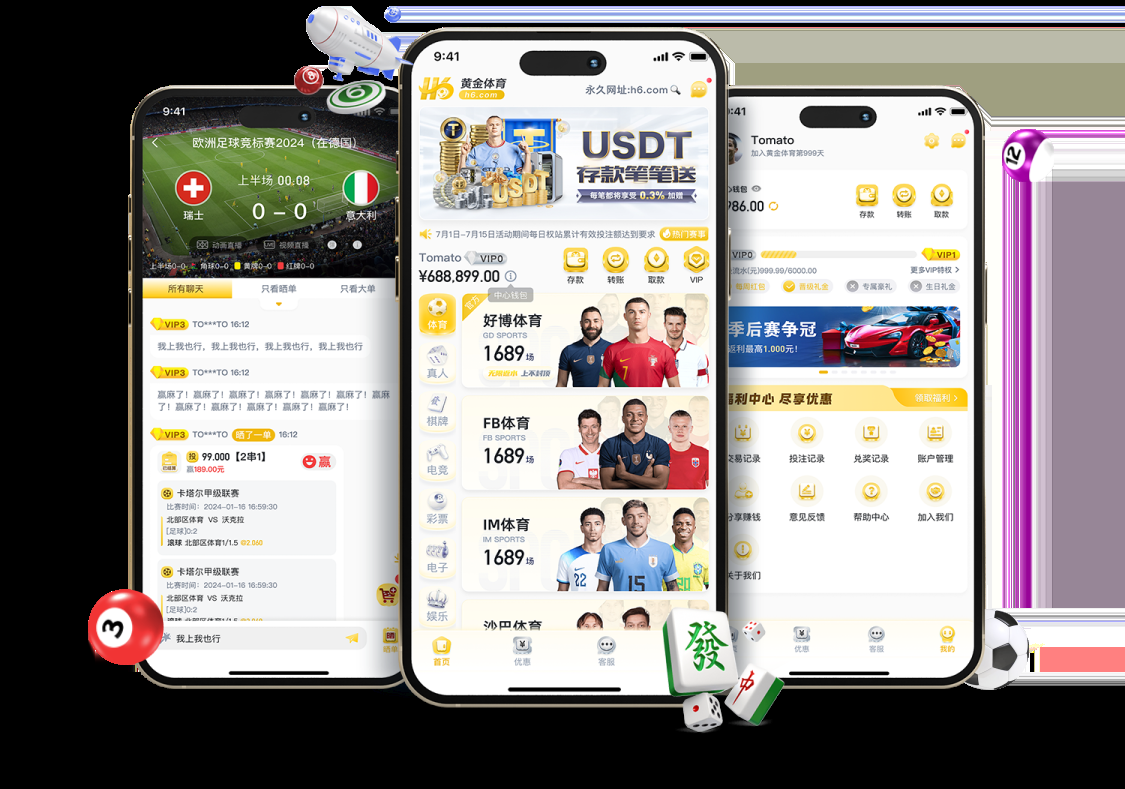 9:41
欧洲足球竞标赛2024（在德国）
上半场 00:08
0 – 0
瑞士
意大利
动画直播
视频直播
上半场0-0 角球0-0 黄牌0-0 红牌0-0
所有聊天
只看晒单
只看大单
VIP3 TO***TO 16:12
我上我也行，我上我也行，我上我也行，我上我也行
VIP3 TO***TO 16:12
赢麻了！赢麻了！赢麻了！赢麻了！赢麻了！赢麻
了！赢麻了！赢麻了！赢麻了！赢麻了！
VIP3 TO***TO 晒了一单 16:12
投 99.000【2串1】
赢189.00元
赢
卡塔尔甲级联赛
比赛时间：2024-01-16 16:59:30
北部区体育 VS 沃克拉
[足球]0:2
滚球 北部区体育1/1.5 @2.060
卡塔尔甲级联赛
比赛时间：2024-01-16 16:59:30
北部区体育 VS 沃克拉
[足球]0:2
我上我也行
晒单
3
6
9:41
H6 黄金体育
h6.com
永久网址:h6.com
USDT
存款笔笔送
每笔都将享受 0.3% 加赠
USDT
7月1日-7月15日活动期间每日权站累计有效投注额达到要求
热门赛事
Tomato VIP0
¥688,899.00
中心钱包
存款
转账
取款
VIP
体育
真人
棋牌
电竞
彩票
电子
娱乐
官方
好博体育
GD SPORTS
1689场
无限高小 上不封顶
7
FB体育
FB SPORTS
1689场
IM体育
IM SPORTS
1689场
22
15
20
沙巴体育
首页
优惠
客服
發
中
:41
Tomato
加入黄金体育第999天
心钱包
986.00
存款
转账
取款
VIP0
VIP1
流水(元)999.99/6000.00
更多VIP特权
每周红包
晋级礼金
专属豪礼
生日礼金
季后赛争冠
返利最高1.000元！
福利中心 尽享优惠
领取福利
交易记录
投注记录
兑奖记录
账户管理
分享赚钱
意见反馈
帮助中心
加入我们
关于我们
优惠
客服
我的
12